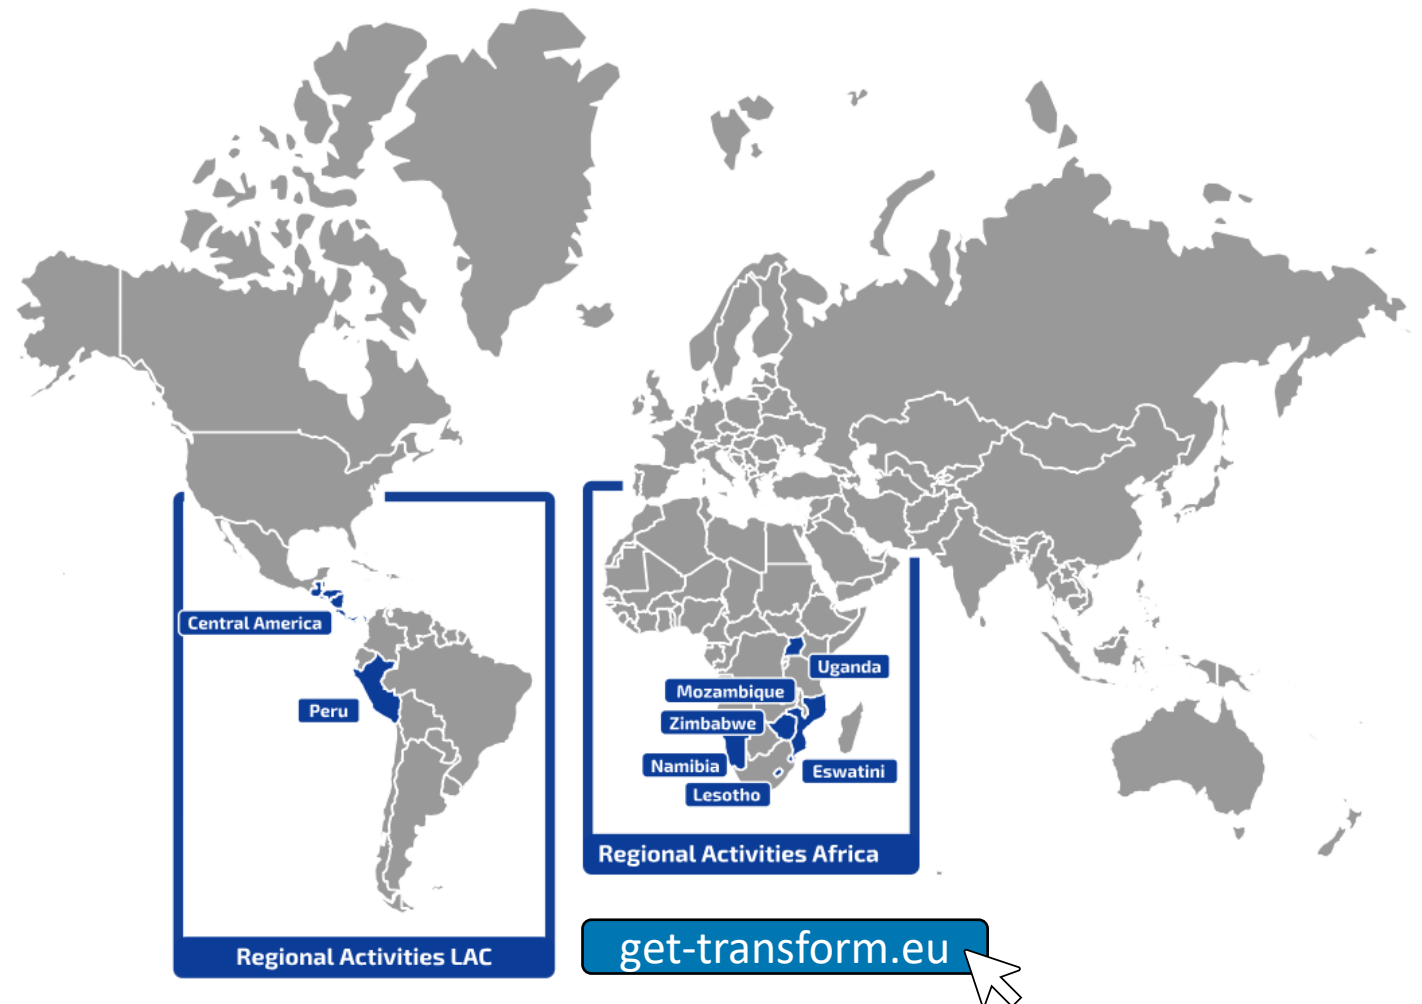 Central America
Peru
Regional Activities LAC
Uganda
Mozambique
Zimbabwe
Namibia
Eswatini
Lesotho
Regional Activities Africa
get-transform.eu